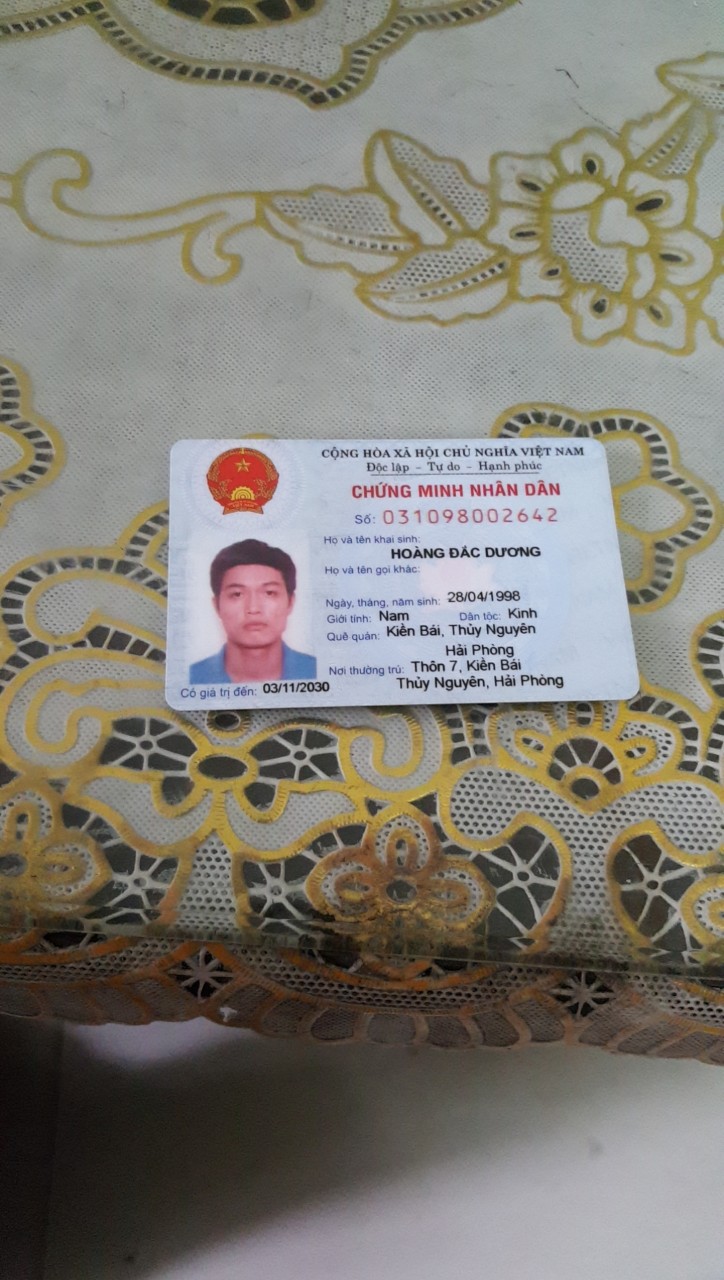 CỘNG HÒA XÃ HỘI CHỦ NGHĨA VIỆT NAM
Độc lập - Tự do - Hạnh phúc
CHỨNG MINH NHÂN DÂN
Số: 031098002642
Họ và tên khai sinh:
HOÀNG ĐẮC DƯƠNG
Họ và tên gọi khác:
Ngày, tháng, năm sinh: 28/04/1998
Giới tính: Nam Dân tộc: Kinh
Quê quán: Kiền Bái, Thủy Nguyên
Hải Phòng
Nơi thường trú: Thôn 7, Kiền Bái
Thủy Nguyên, Hải Phòng
Có giá trị đến: 03/11/2030